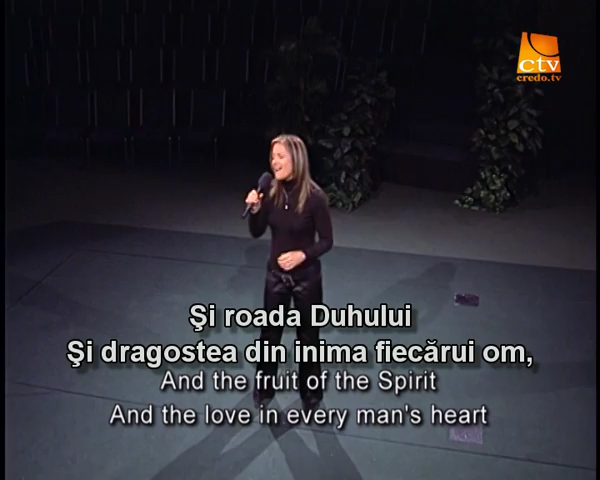 ctv
credo.tv
Şi roada Duhului
Şi dragostea din inima fiecărui om,
And the fruit of the Spirit
And the love in every man's heart